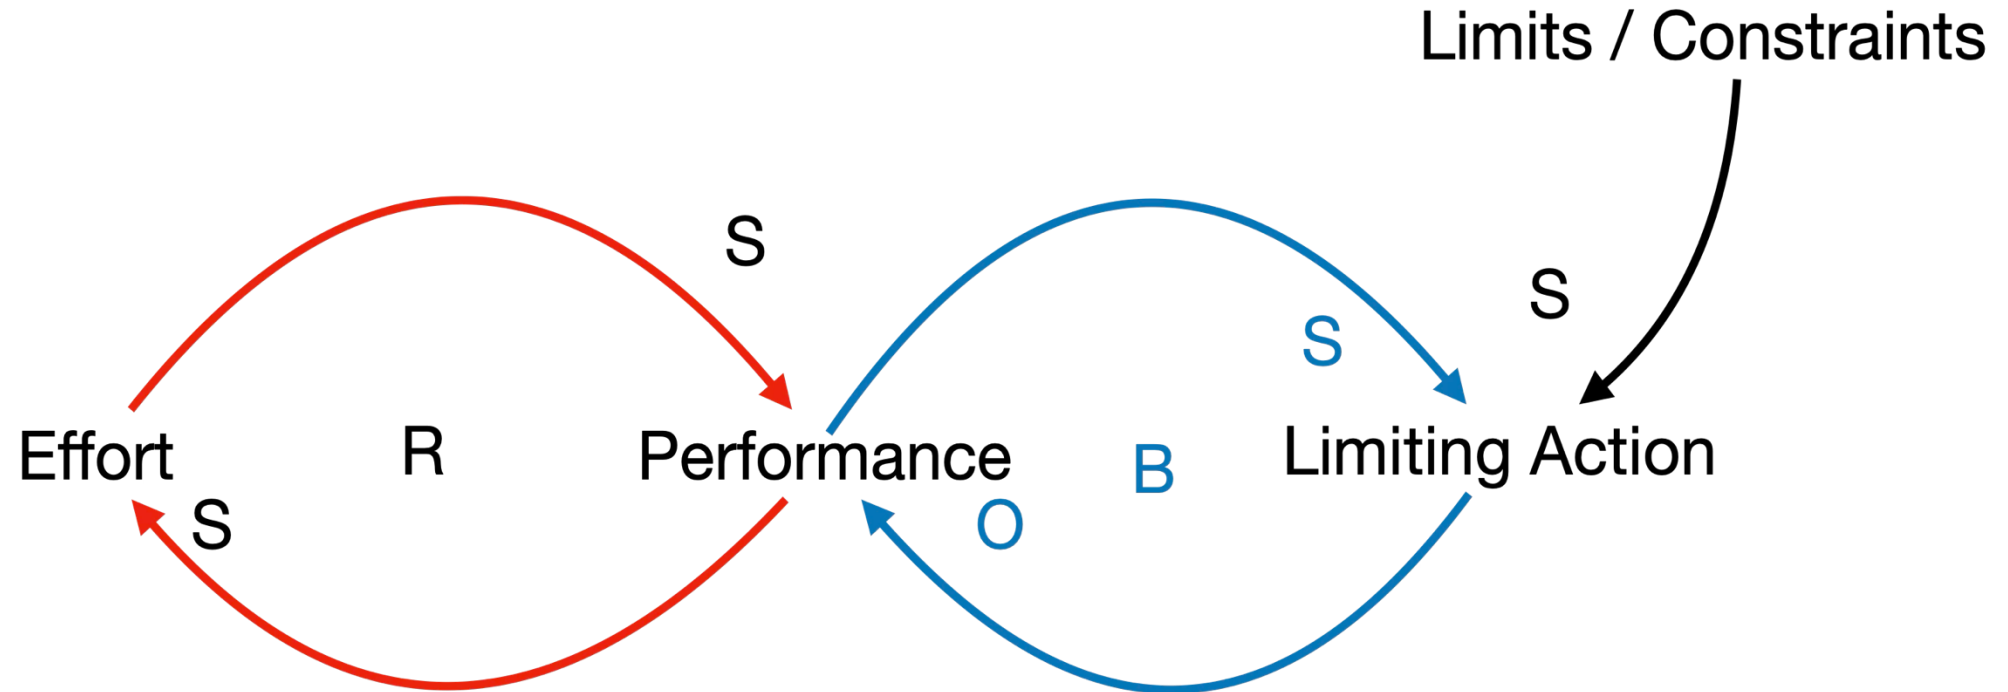 Limits / Constraints
S
S
S
Effort
R
Performance
B
Limiting Action
S
O